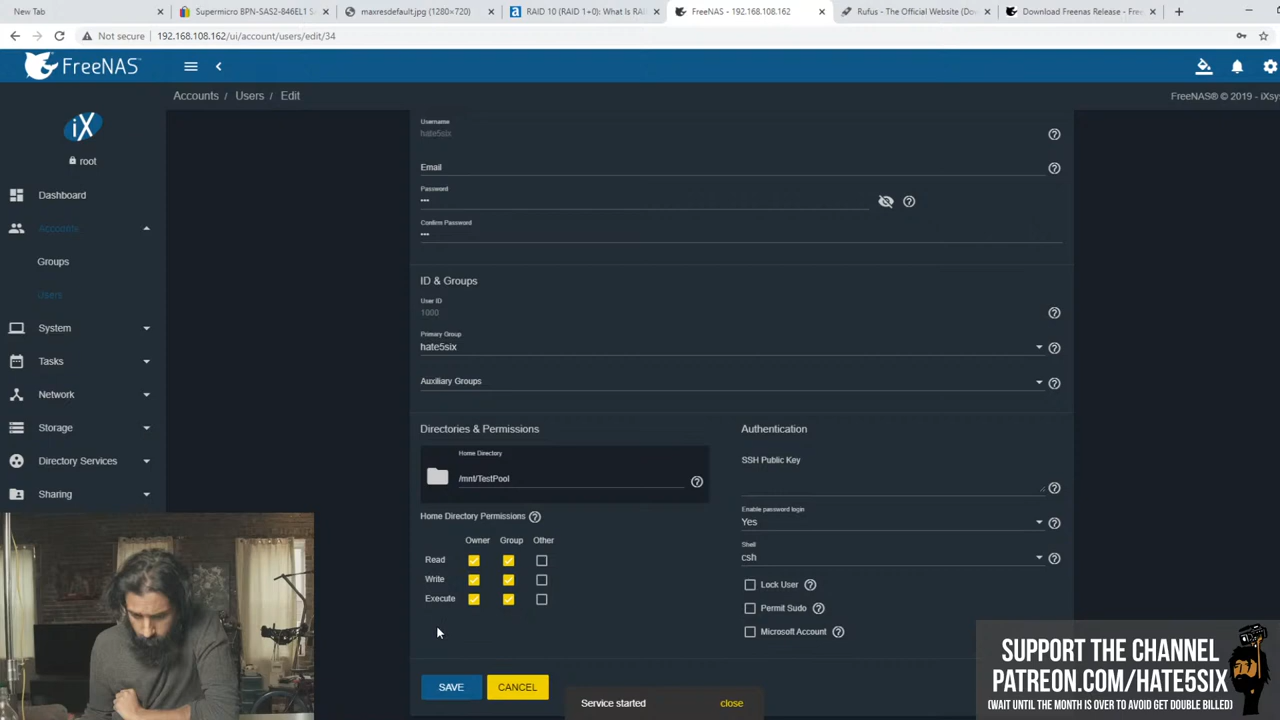 New Tab
Supermicro BPN-SAS2-846EL1 S
maxresdefault.jpg (1280×720)
RAID 10 (RAID 1+0): What Is RAI
FreeNAS - 192.168.108.162
Rufus - The Official Website (Do
Download Freenas Release - Free
Not secure
192.168.108.162/ui/account/users/edit/34
FreeNAS
Accounts / Users / Edit
FreeNAS® © 2019 - iXsy
iX
root
Dashboard
Accounts
Groups
Users
System
Tasks
Network
Storage
Directory Services
Sharing
Username
hate5six
Email
Password
•••
Confirm Password
•••
ID & Groups
User ID
1000
Primary Group
hate5six
Auxiliary Groups
Directories & Permissions
Home Directory
/mnt/TestPool
Home Directory Permissions
Owner Group Other
Read
Write
Execute
Authentication
SSH Public Key
Enable password login
Yes
Shell
csh
Lock User
Permit Sudo
Microsoft Account
SAVE
CANCEL
Service started
close
SUPPORT THE CHANNEL
PATREON.COM/HATE5SIX
(WAIT UNTIL THE MONTH IS OVER TO AVOID GET DOUBLE BILLED)